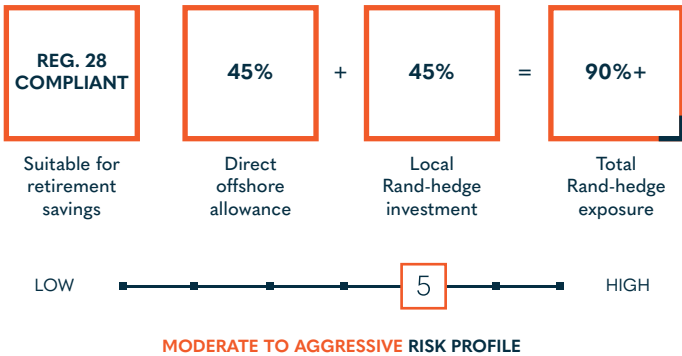 REG. 28
COMPLIANT
45%
+
45%
=
90%+
Suitable for
retirement
savings
Direct
offshore
allowance
Local
Rand-hedge
investment
Total
Rand-hedge
exposure
LOW
5
HIGH
MODERATE TO AGGRESSIVE RISK PROFILE